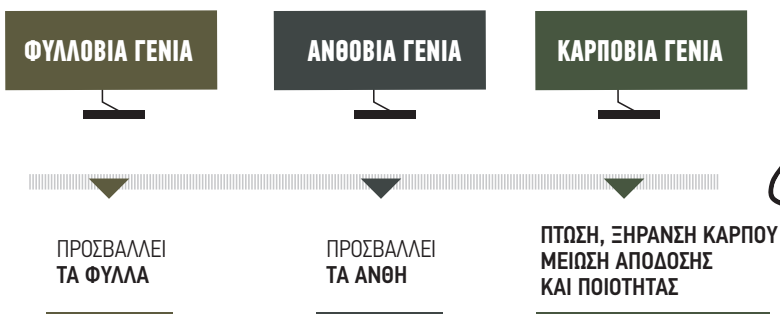 ΦΥΛΛΟΒΙΑ ΓΕΝΙΑ
ΑΝΘΟΒΙΑ ΓΕΝΙΑ
ΚΑΡΠΟΒΙΑ ΓΕΝΙΑ
ΠΡΟΣΒΑΛΛΕΙ
ΤΑ ΦΥΛΛΑ
ΠΡΟΣΒΑΛΛΕΙ
ΤΑ ΑΝΘΗ
ΠΤΩΣΗ, ΞΗΡΑΝΣΗ ΚΑΡΠΟΥ
ΜΕΙΩΣΗ ΑΠΟΔΟΣΗΣ
ΚΑΙ ΠΟΙΟΤΗΤΑΣ